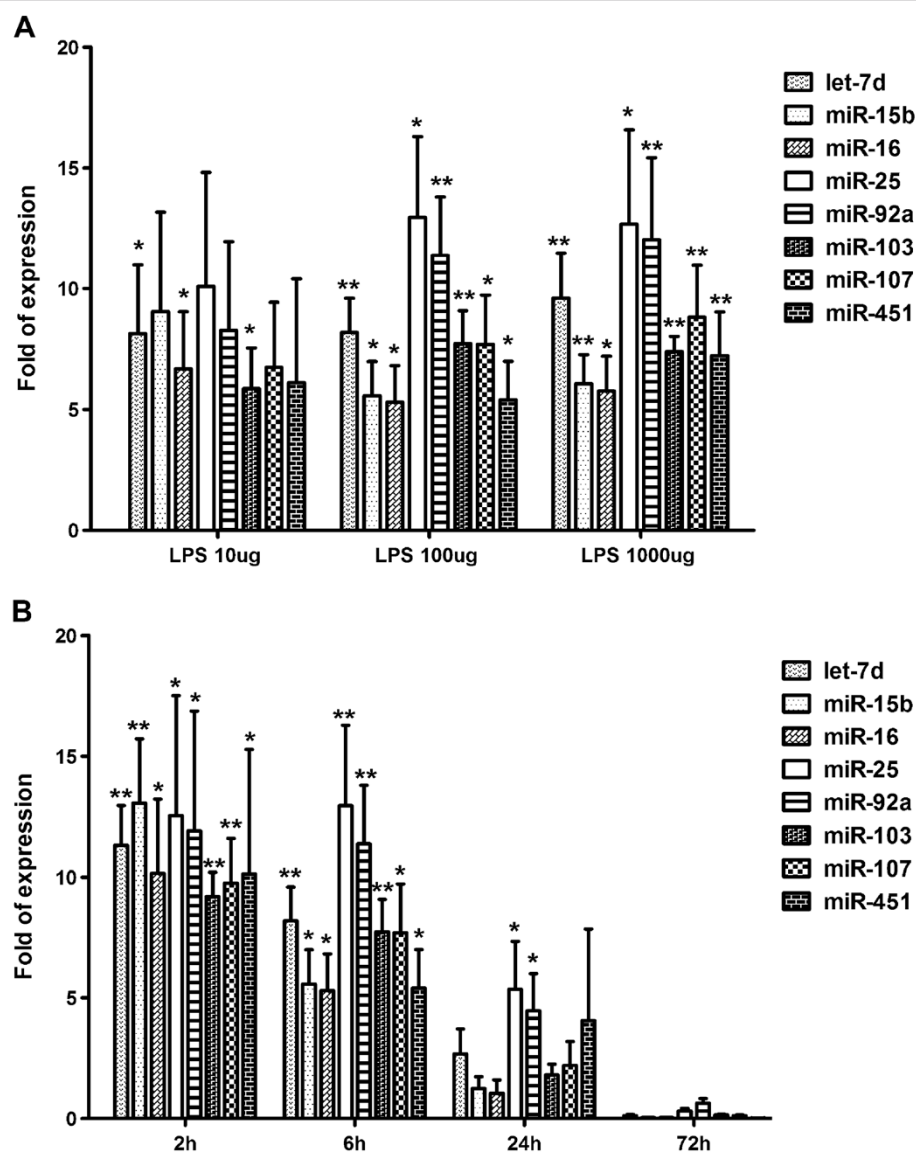 A
20
15
10
5
0
Fold of expression
* * *
** * * * ** ** * *
** ** * * ** ** ** **
LPS 10ug LPS 100ug LPS 1000ug
let-7d
miR-15b
miR-16
miR-25
miR-92a
miR-103
miR-107
miR-451
B
20
15
10
5
0
Fold of expression
** ** * * * ** ** *
** * * ** ** ** * *
* *
2h 6h 24h 72h
let-7d
miR-15b
miR-16
miR-25
miR-92a
miR-103
miR-107
miR-451